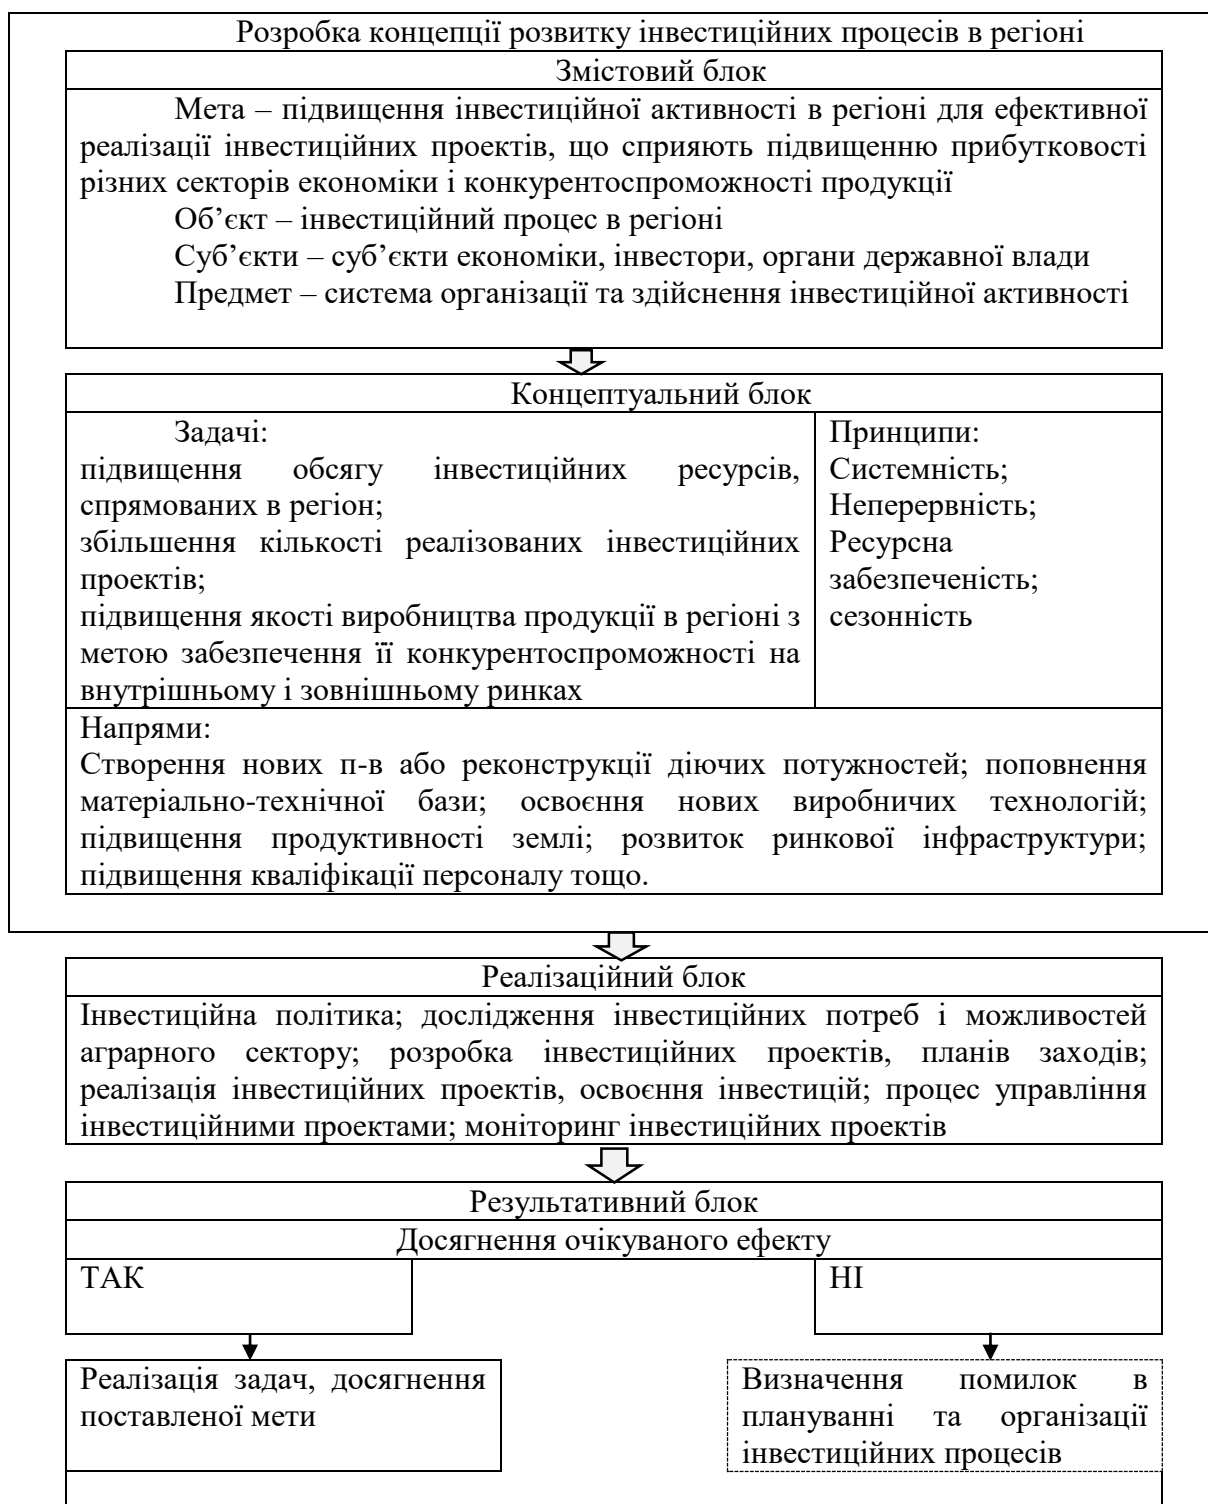 Розробка концепції розвитку інвестиційних процесів в регіоні
Змістовий блок
Мета – підвищення інвестиційної активності в регіоні для ефективної
реалізації інвестиційних проектів, що сприяють підвищенню прибутковості
різних секторів економіки і конкурентоспроможності продукції
Об’єкт – інвестиційний процес в регіоні
Суб’єкти – суб’єкти економіки, інвестори, органи державної влади
Предмет – система організації та здійснення інвестиційної активності
Концептуальний блок
Задачі:
підвищення обсягу інвестиційних ресурсів,
спрямованих в регіон;
збільшення кількості реалізованих інвестиційних
проектів;
підвищення якості виробництва продукції в регіоні з
метою забезпечення її конкурентоспроможності на
внутрішньому і зовнішньому ринках
Принципи:
Системність;
Неперервність;
Ресурсна
забезпеченість;
сезонність
Напрями:
Створення нових п-в або реконструкції діючих потужностей; поповнення
матеріально-технічної бази; освоєння нових виробничих технологій;
підвищення продуктивності землі; розвиток ринкової інфраструктури;
підвищення кваліфікації персоналу тощо.
Реалізаційний блок
Інвестиційна політика; дослідження інвестиційних потреб і можливостей
аграрного сектору; розробка інвестиційних проектів, планів заходів;
реалізація інвестиційних проектів, освоєння інвестицій; процес управління
інвестиційними проектами; моніторинг інвестиційних проектів
Результативний блок
Досягнення очікуваного ефекту
ТАК
НІ
Реалізація задач, досягнення
поставленої мети
Визначення помилок в
плануванні та організації
інвестиційних процесів